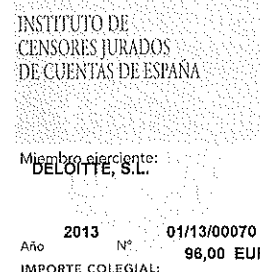 INSTITUTO DE
CENSORES JURADOS
DE CUENTAS DE ESPAÑA
Miembro ejerciente:
DELOITTE, S.L.
Año 2013 Nº 01/13/00070
96,00 EUI
IMPORTE COLEGIAL: